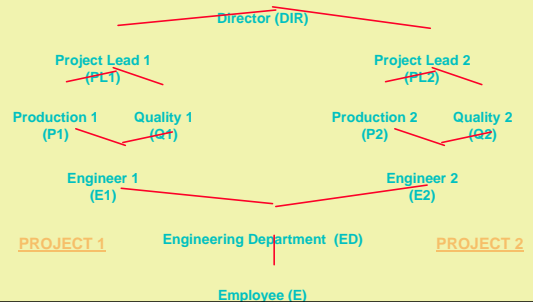 Director (DIR)
Project Lead 1
(PL1)
Project Lead 2
(PL2)
Production 1
(P1)
Quality 1
(Q1)
Production 2
(P2)
Quality 2
(Q2)
Engineer 1
(E1)
Engineer 2
(E2)
PROJECT 1
Engineering Department (ED)
PROJECT 2
Employee (E)